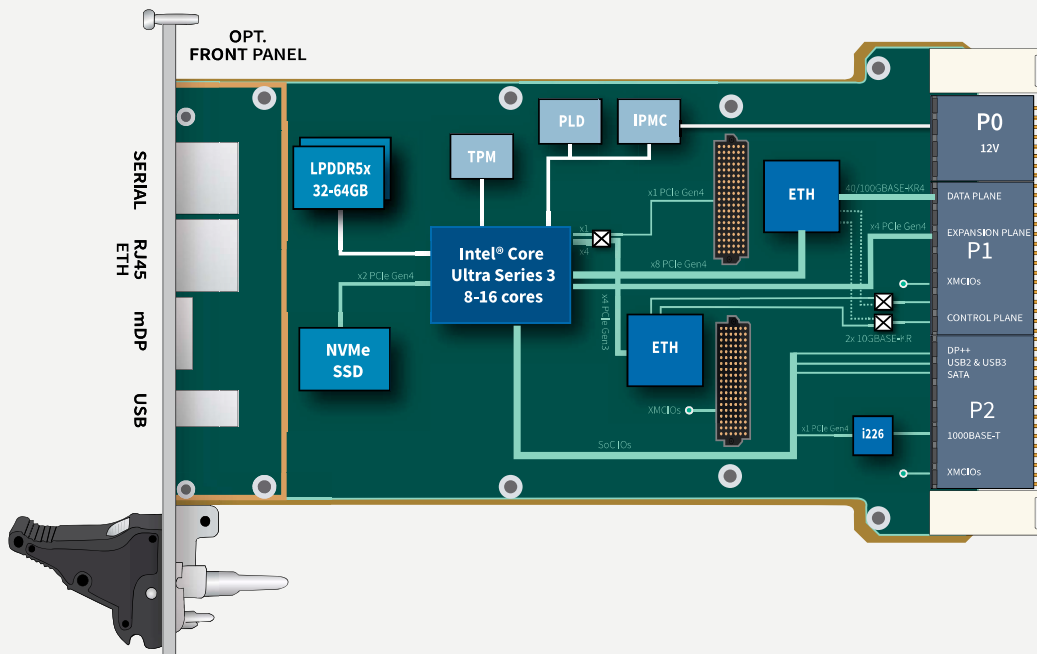 OPT.
FRONT PANEL
SERIAL
RJ45
ETH
mDP
USB
LPDDR5x
32-64GB
TPM
PLD
IPMC
Intel® Core
Ultra Series 3
8-16 cores
NVMe
SSD
x2 PCIe Gen4
x1
x4
x1 PCIe Gen4
x8 PCIe Gen4
x4 PCIe Gen3
ETH
40/100GBASE-KR4
x4 PCIe Gen4
ETH
2x 10GBASE-KR
XMCIOs
SoC IOs
x1 PCIe Gen4
i226
P0
12V
DATA PLANE
EXPANSION PLANE
P1
XMCIOs
CONTROL PLANE
DP++
USB2 & USB3
SATA
P2
1000BASE-T
XMCIOs